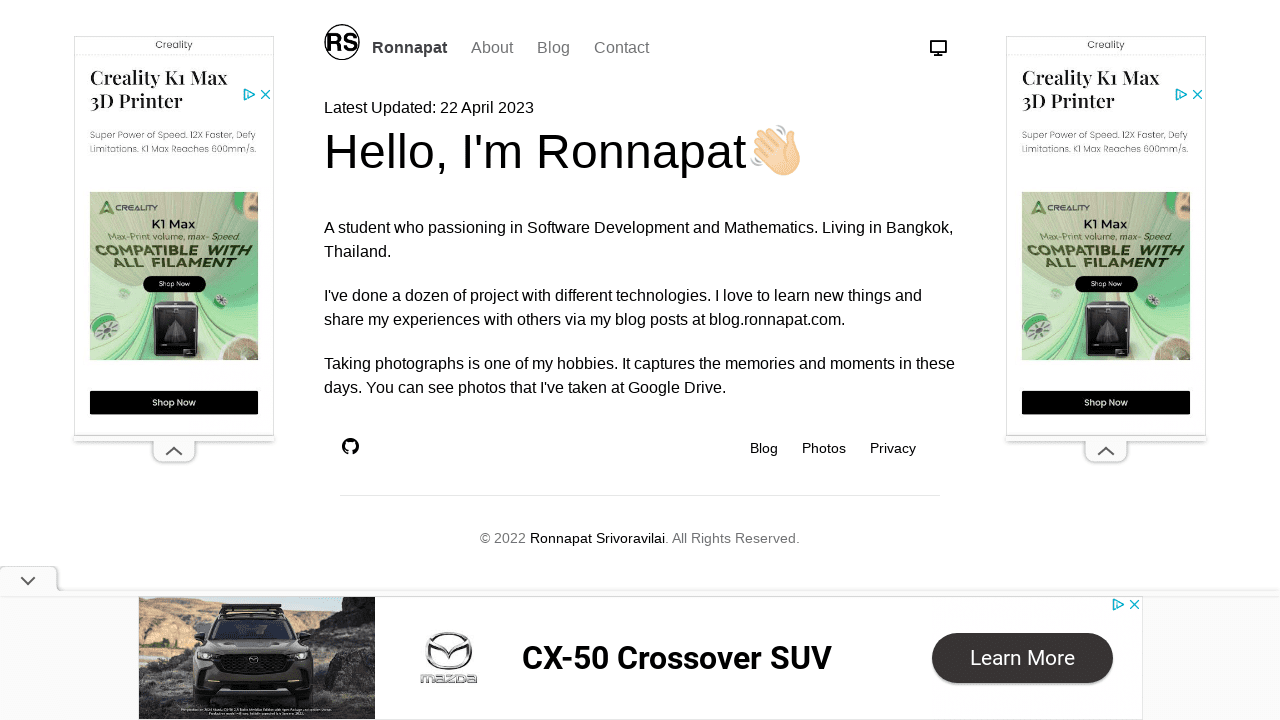 RS
Ronnapat About Blog Contact
Latest Updated: 22 April 2023
Hello, I'm Ronnapat
A student who passioning in Software Development and Mathematics. Living in Bangkok,
Thailand.
I've done a dozen of project with different technologies. I love to learn new things and
share my experiences with others via my blog posts at blog.ronnapat.com.
Taking photographs is one of my hobbies. It captures the memories and moments in these
days. You can see photos that I've taken at Google Drive.
Blog Photos Privacy
© 2022 Ronnapat Srivoravilai. All Rights Reserved.
Creality
Creality K1 Max
3D Printer
Super Power of Speed. 12X Faster, Defy
Limitations. K1 Max Reaches 600mm/s.
CREALITY
K1 Max
Max-Print volume, max- Speed.
COMPATIBLE WITH
ALL FILAMENT
Shop Now
Shop Now
Creality
Creality K1 Max
3D Printer
Super Power of Speed. 12X Faster, Defy
Limitations. K1 Max Reaches 600mm/s.
CREALITY
K1 Max
Max-Print volume, max- Speed.
COMPATIBLE WITH
ALL FILAMENT
Shop Now
Shop Now
mazda
CX-50 Crossover SUV
Learn More